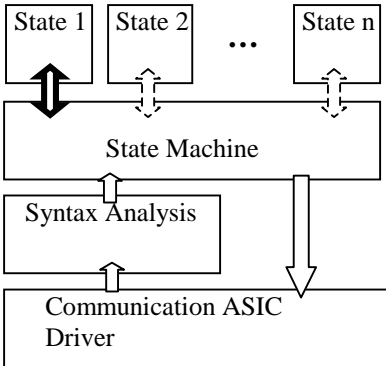 State 1 State 2 ... State n
State Machine
Syntax Analysis
Communication ASIC
Driver